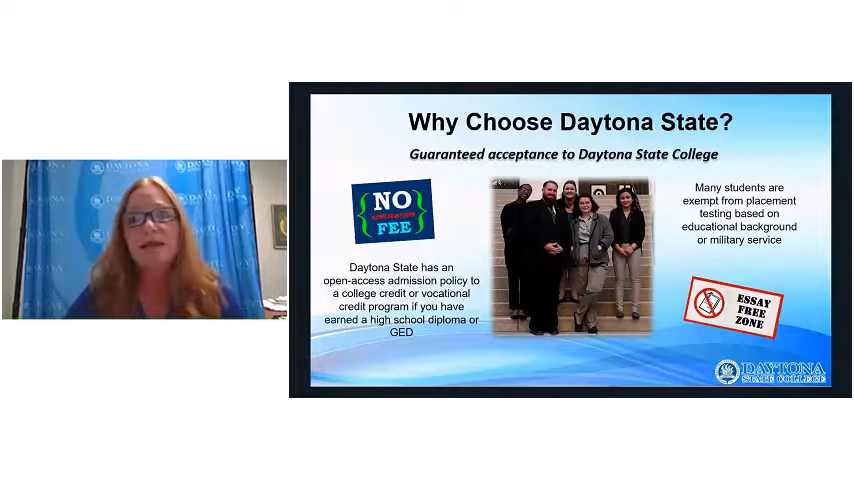 Why Choose Daytona State?
Guaranteed acceptance to Daytona State College
NO
APPLICATION
FEE
Daytona State has an
open-access admission policy to
a college credit or vocational
credit program if you have
earned a high school diploma or
GED
Many students are
exempt from placement
testing based on
educational background
or military service
ESSAY
FREE
ZONE
DAYTONA
STATE COLLEGE